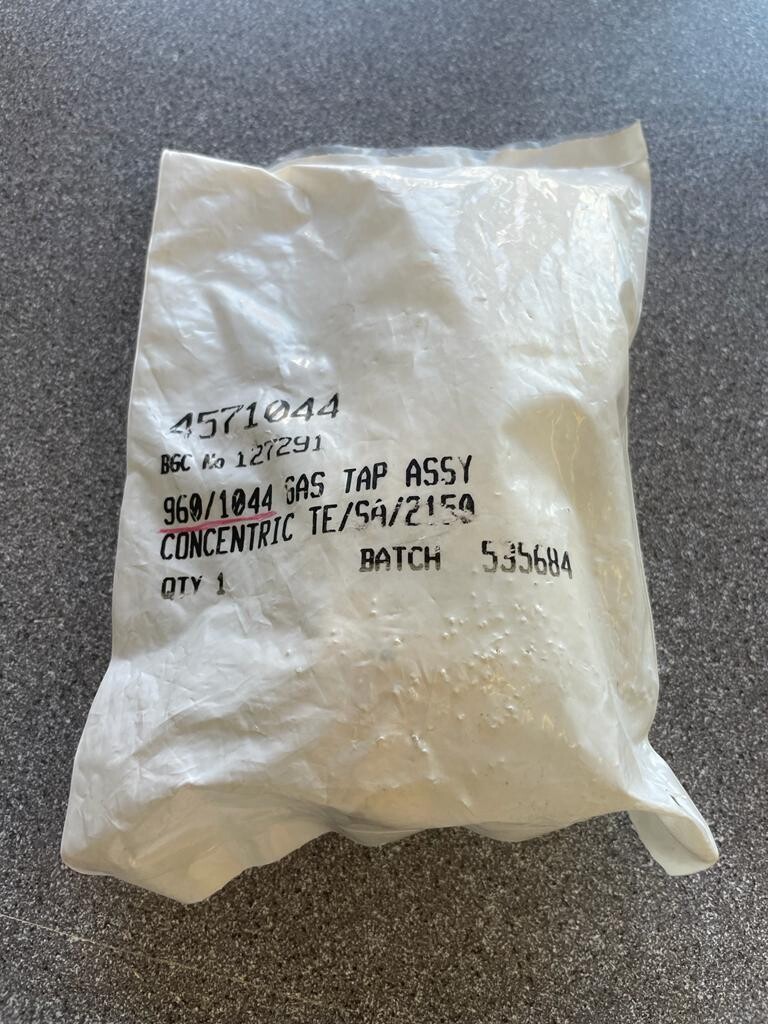 4571044
BGC No 127291
960/1044 GAS TAP ASSY
CONCENTRIC TE/SA/2150
QTY 1 BATCH 535684